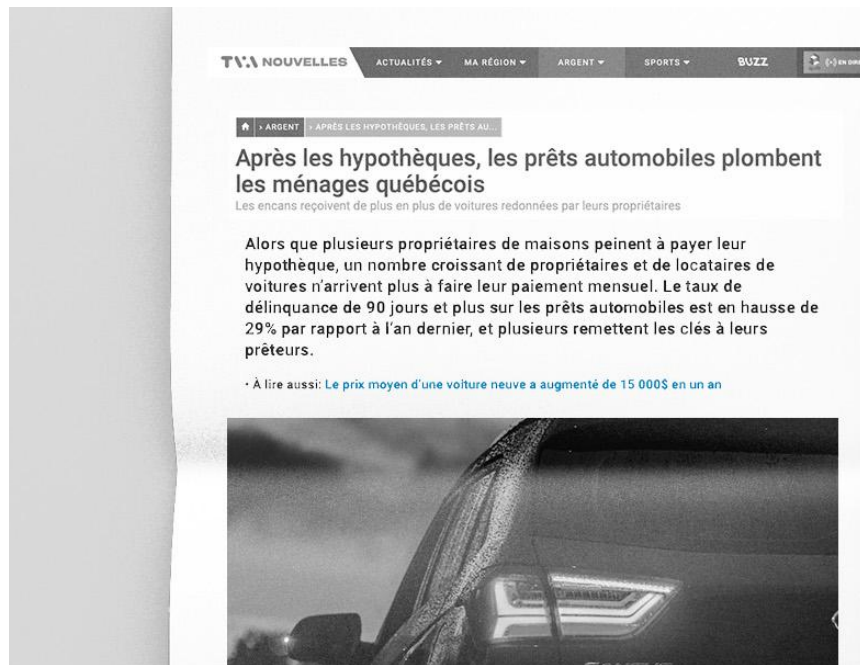 TVA NOUVELLES ACTUALITÉS MA RÉGION ARGENT SPORTS BUZZ
> ARGENT > APRÈS LES HYPOTHÈQUES, LES PRÊTS AU...
Après les hypothèques, les prêts automobiles plombent
les ménages québécois
Les encans reçoivent de plus en plus de voitures redonnées par leurs propriétaires
Alors que plusieurs propriétaires de maisons peinent à payer leur
hypothèque, un nombre croissant de propriétaires et de locataires de
voitures n’arrivent plus à faire leur paiement mensuel. Le taux de
délinquance de 90 jours et plus sur les prêts automobiles est en hausse de
29% par rapport à l’an dernier, et plusieurs remettent les clés à leurs
prêteurs.
· À lire aussi: Le prix moyen d’une voiture neuve a augmenté de 15 000$ en un an